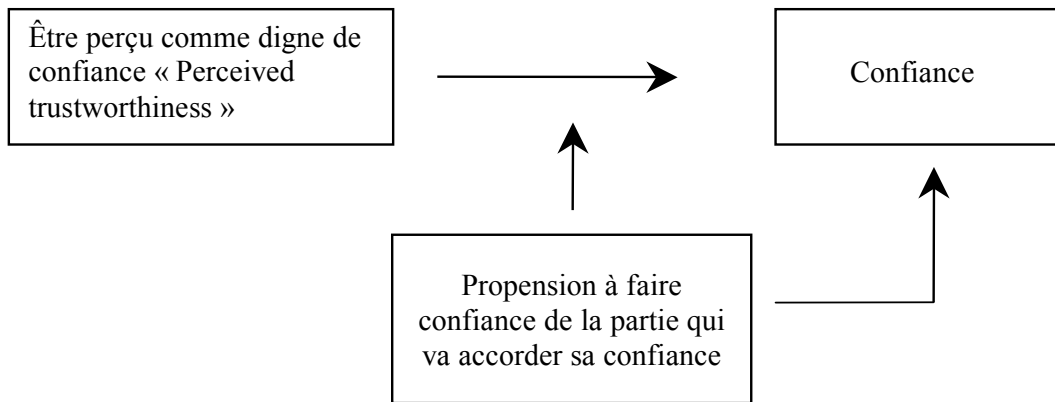 Être perçu comme digne de
confiance « Perceived
trustworthiness »
Confiance
Propension à faire
confiance de la partie qui
va accorder sa confiance